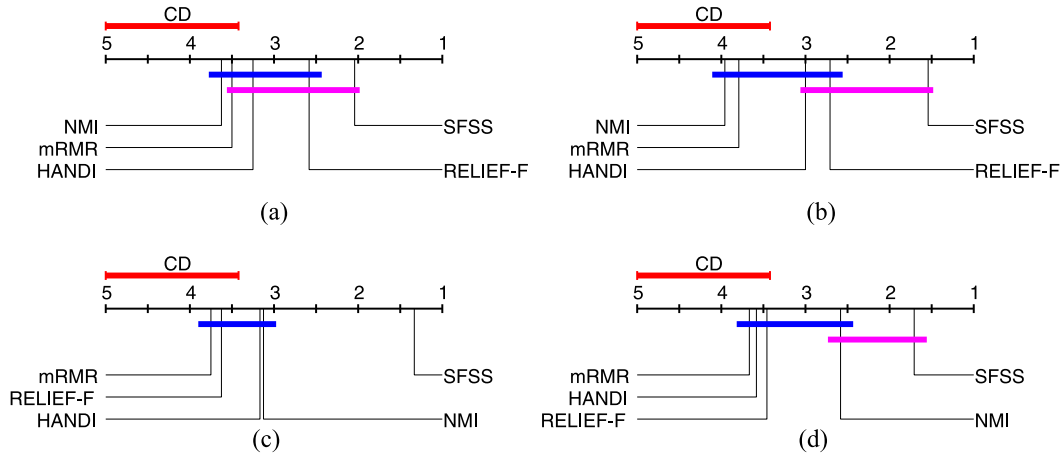 CD
5 4 3 2 1
NMI SFSS
mRMR
HANDI RELIEF-F
(a)
CD
5 4 3 2 1
NMI SFSS
mRMR
HANDI RELIEF-F
(b)
CD
5 4 3 2 1
mRMR SFSS
RELIEF-F
HANDI NMI
(c)
CD
5 4 3 2 1
mRMR SFSS
HANDI
RELIEF-F NMI
(d)